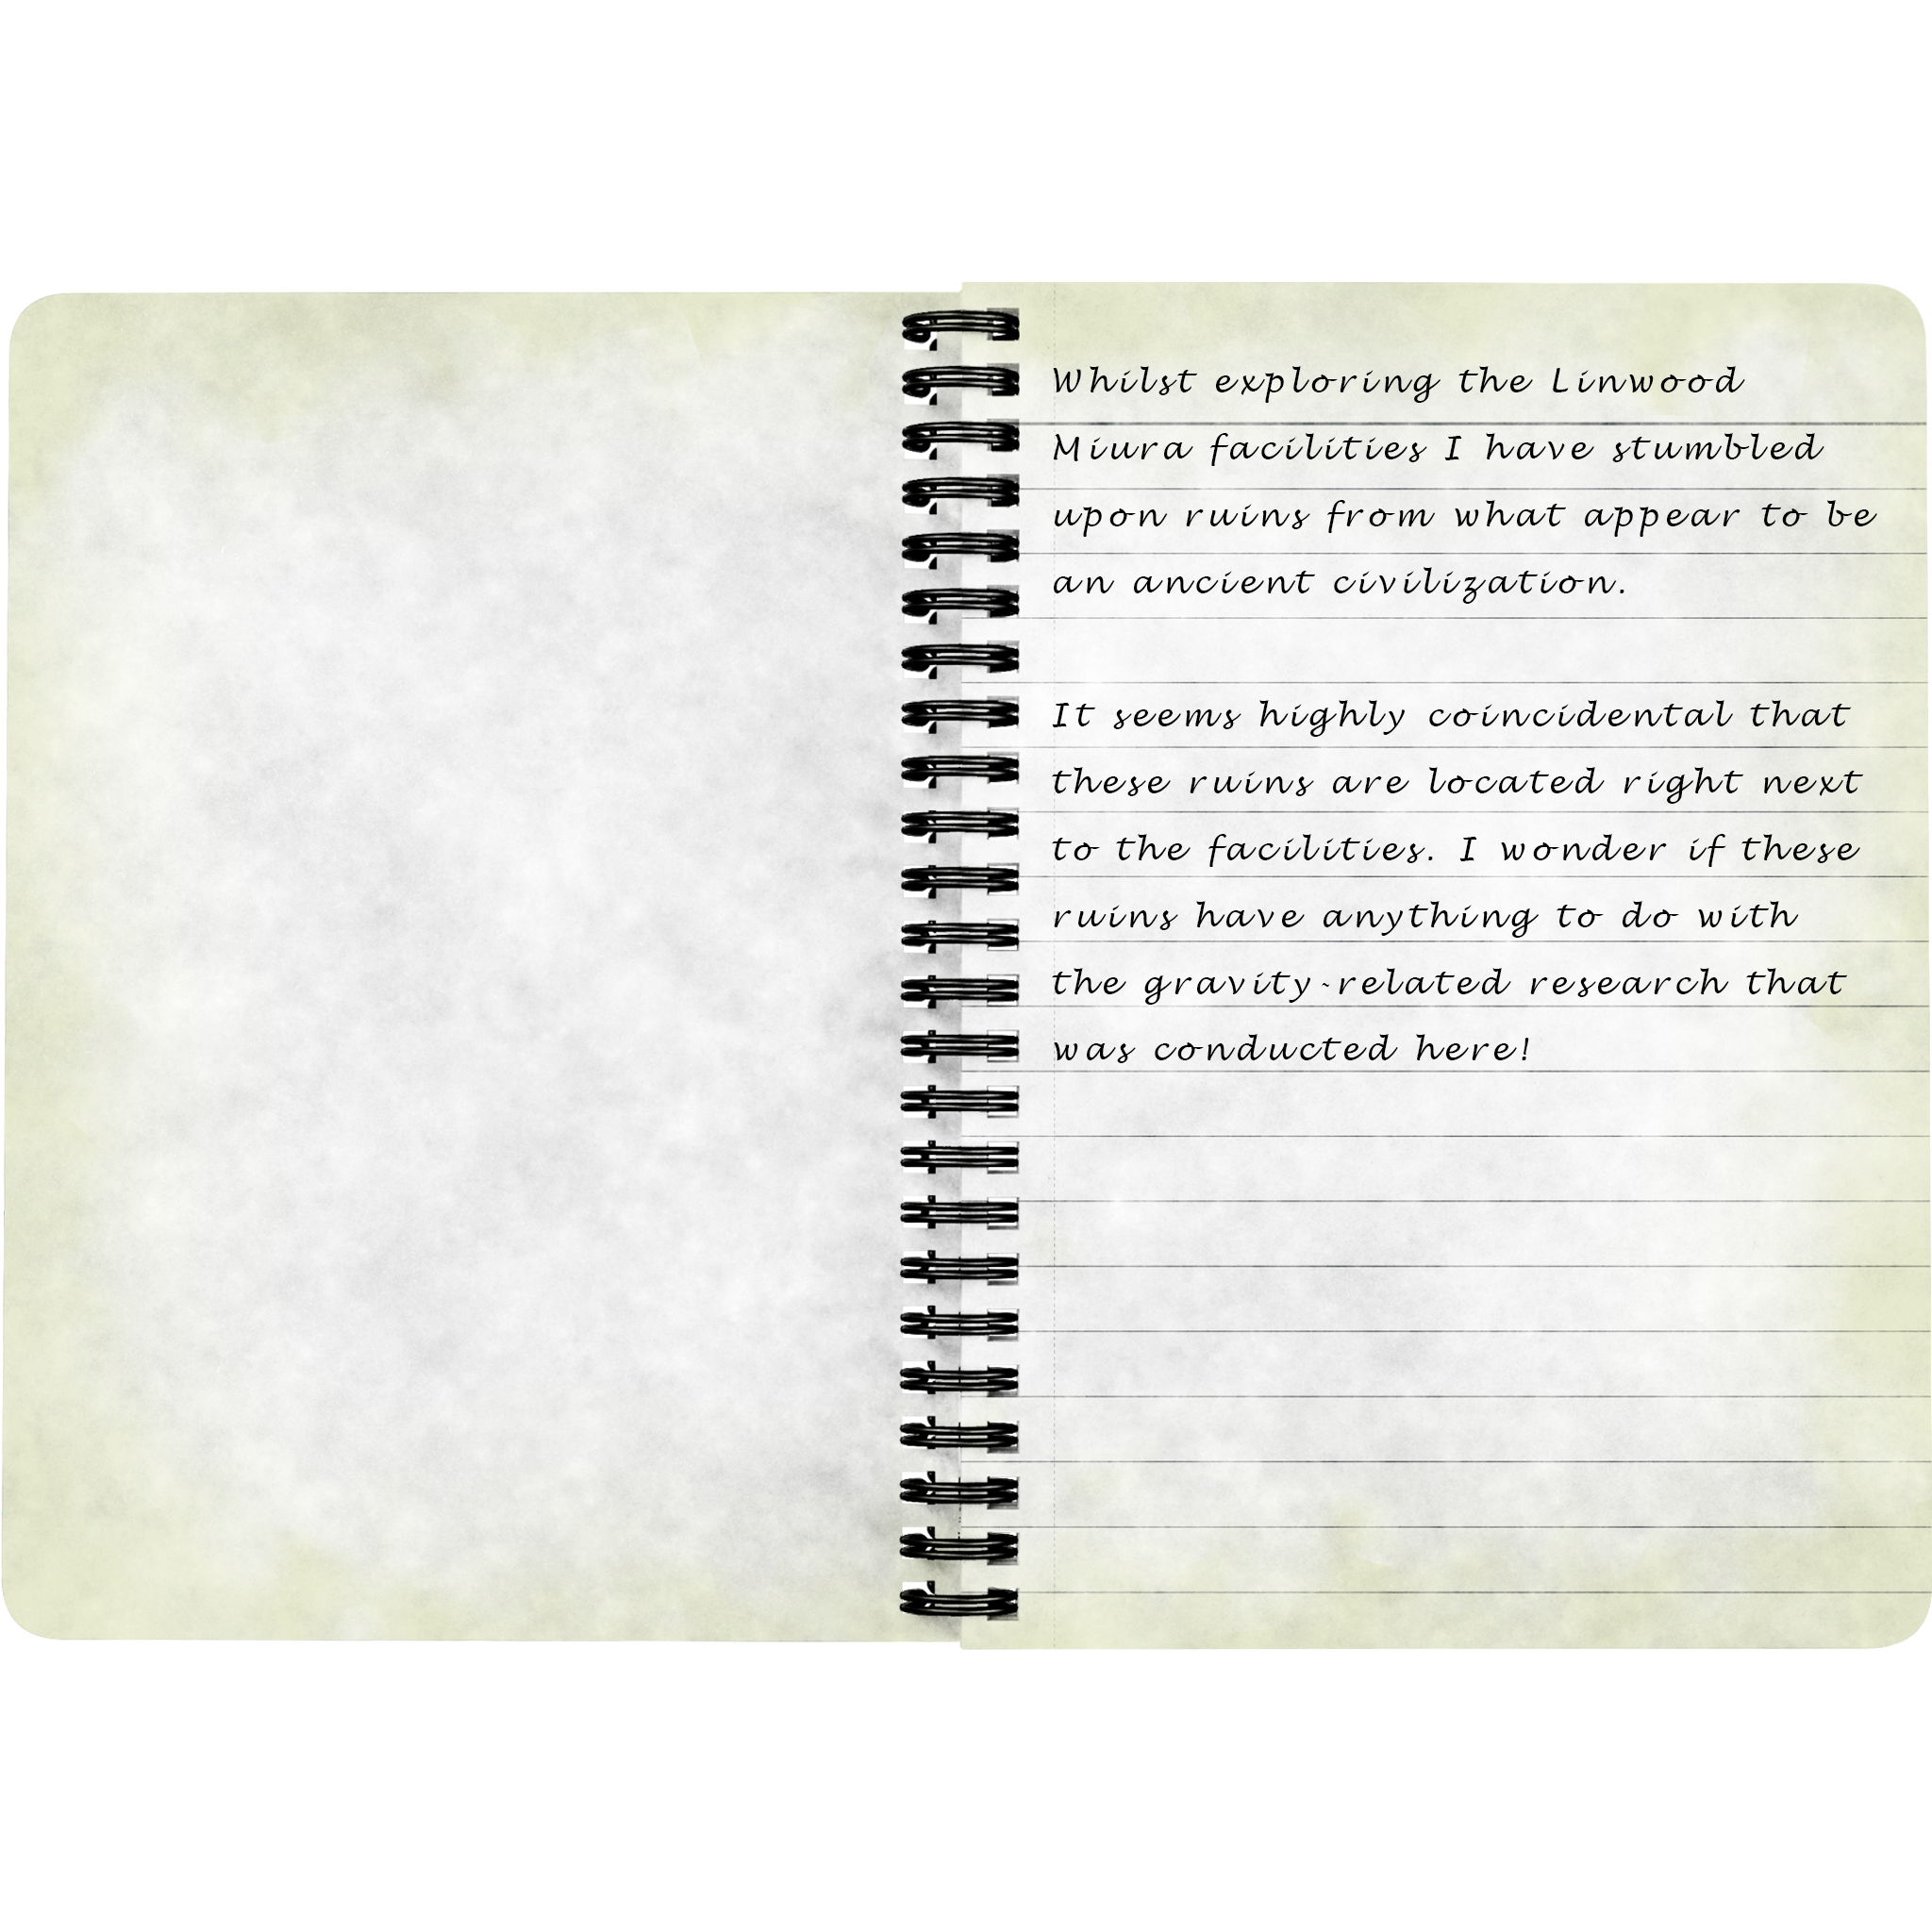 Whilst exploring the Linwood
Miura facilities I have stumbled
upon ruins from what appear to be
an ancient civilization.
It seems highly coincidental that
these ruins are located right next
to the facilities. I wonder if these
ruins have anything to do with
the gravity-related research that
was conducted here!